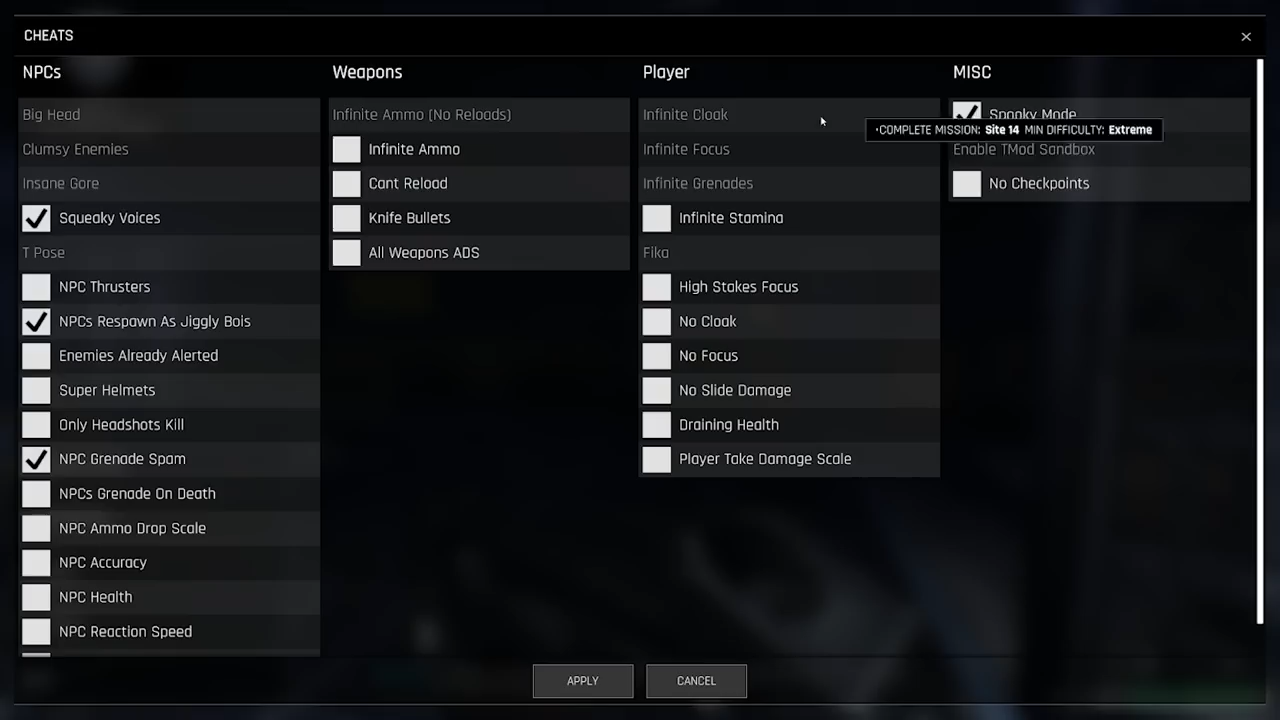 CHEATS
NPCs
Big Head
Clumsy Enemies
Insane Gore
Squeaky Voices
T Pose
NPC Thrusters
NPCs Respawn As Jiggly Bois
Enemies Already Alerted
Super Helmets
Only Headshots Kill
NPC Grenade Spam
NPCs Grenade On Death
NPC Ammo Drop Scale
NPC Accuracy
NPC Health
NPC Reaction Speed
Weapons
Infinite Ammo (No Reloads)
Infinite Ammo
Cant Reload
Knife Bullets
All Weapons ADS
Player
Infinite Cloak
Infinite Focus
Infinite Grenades
Infinite Stamina
Fika
High Stakes Focus
No Cloak
No Focus
No Slide Damage
Draining Health
Player Take Damage Scale
MISC
Spooky Mode
•COMPLETE MISSION: Site 14 MIN DIFFICULTY: Extreme
Enable TMod Sandbox
No Checkpoints
APPLY
CANCEL